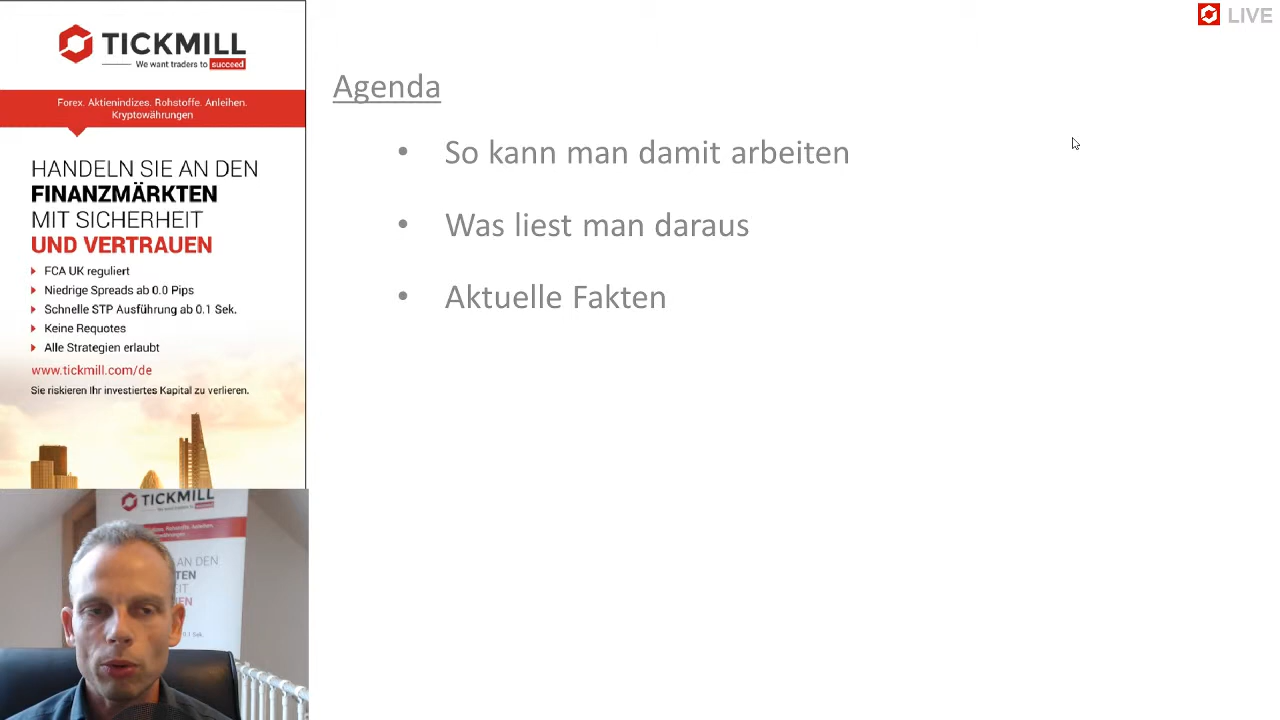 TICKMILL
We want traders to succeed
Forex. Aktienindizes. Rohstoffe. Anleihen.
Kryptowährungen
HANDELN SIE AN DEN
FINANZMÄRKTEN
MIT SICHERHEIT
UND VERTRAUEN
FCA UK reguliert
Niedrige Spreads ab 0.0 Pips
Schnelle STP Ausführung ab 0.1 Sek.
Keine Requotes
Alle Strategien erlaubt
www.tickmill.com/de
Sie riskieren Ihr investiertes Kapital zu verlieren.
LIVE
Agenda
• So kann man damit arbeiten
• Was liest man daraus
• Aktuelle Fakten
TICKMILL
AN DEN